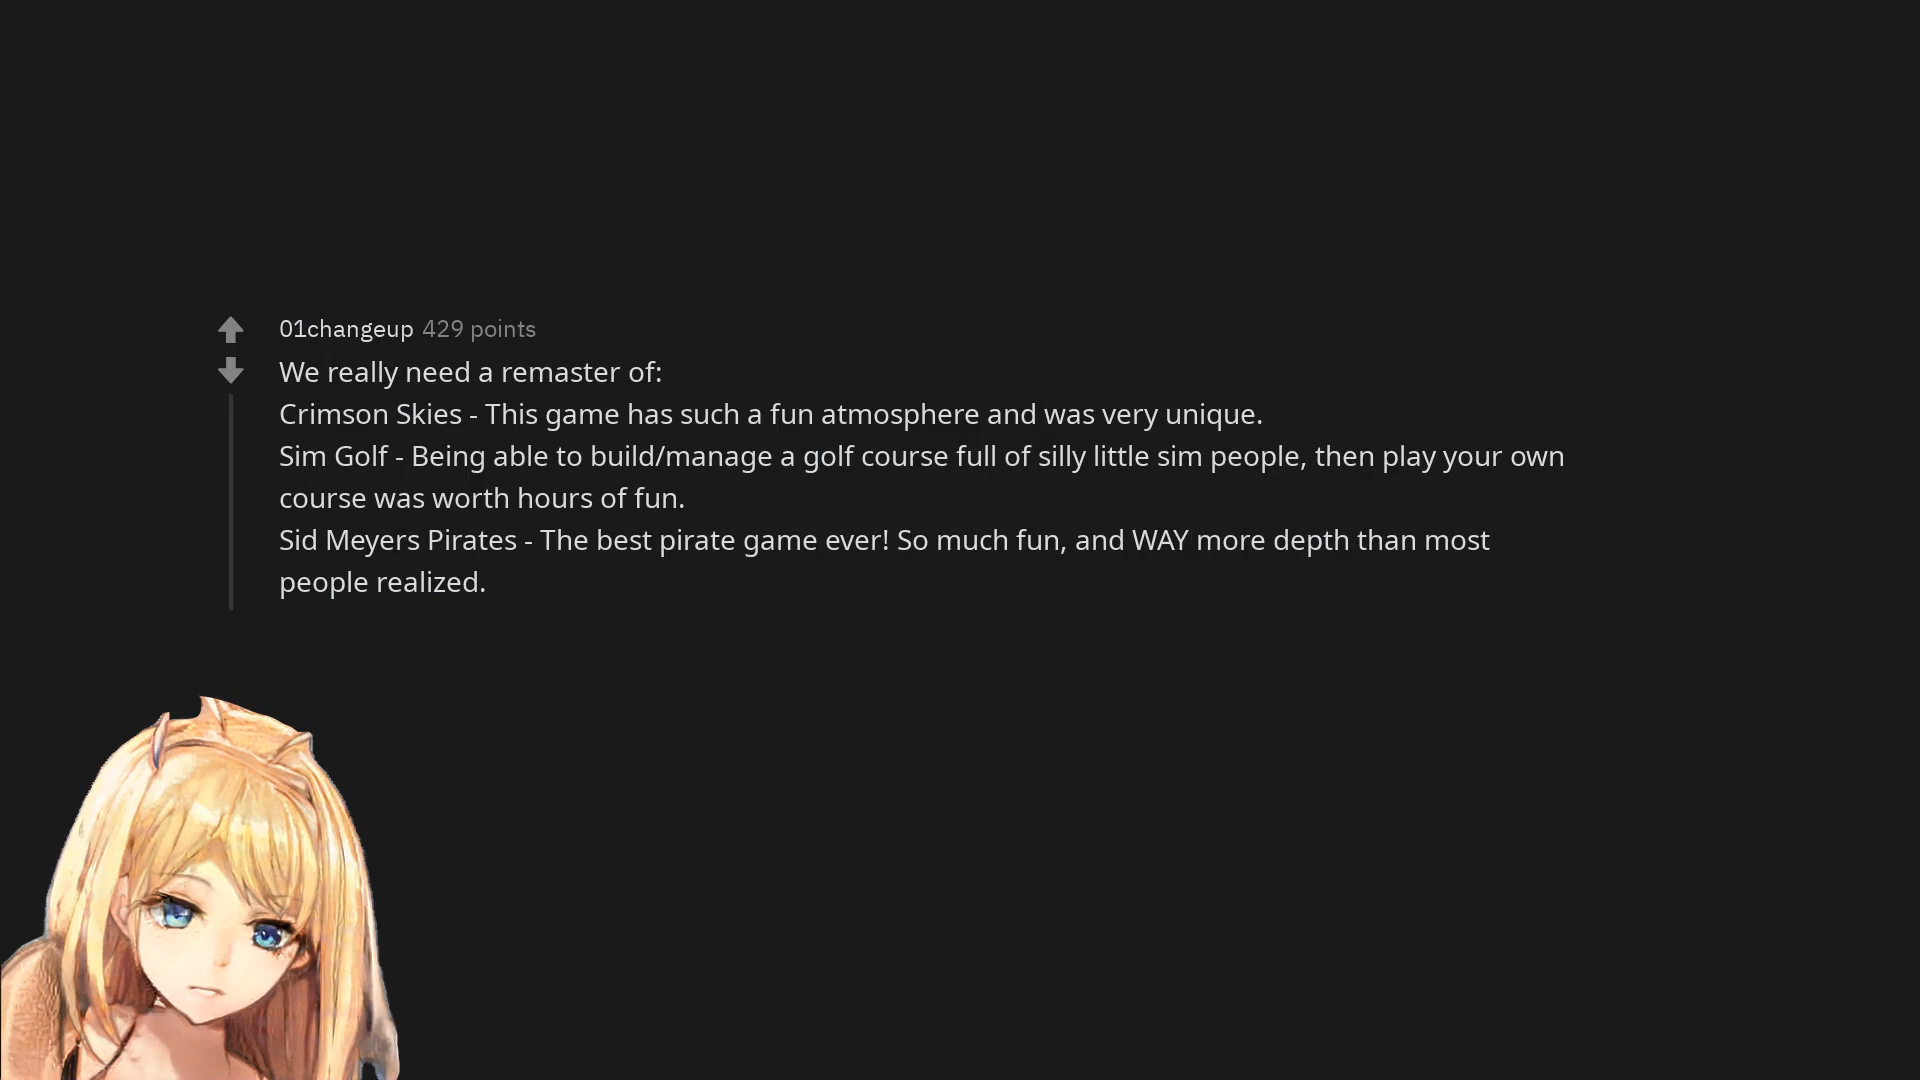 01changeup 429 points
We really need a remaster of:
Crimson Skies - This game has such a fun atmosphere and was very unique.
Sim Golf - Being able to build/manage a golf course full of silly little sim people, then play your own
course was worth hours of fun.
Sid Meyers Pirates - The best pirate game ever! So much fun, and WAY more depth than most
people realized.